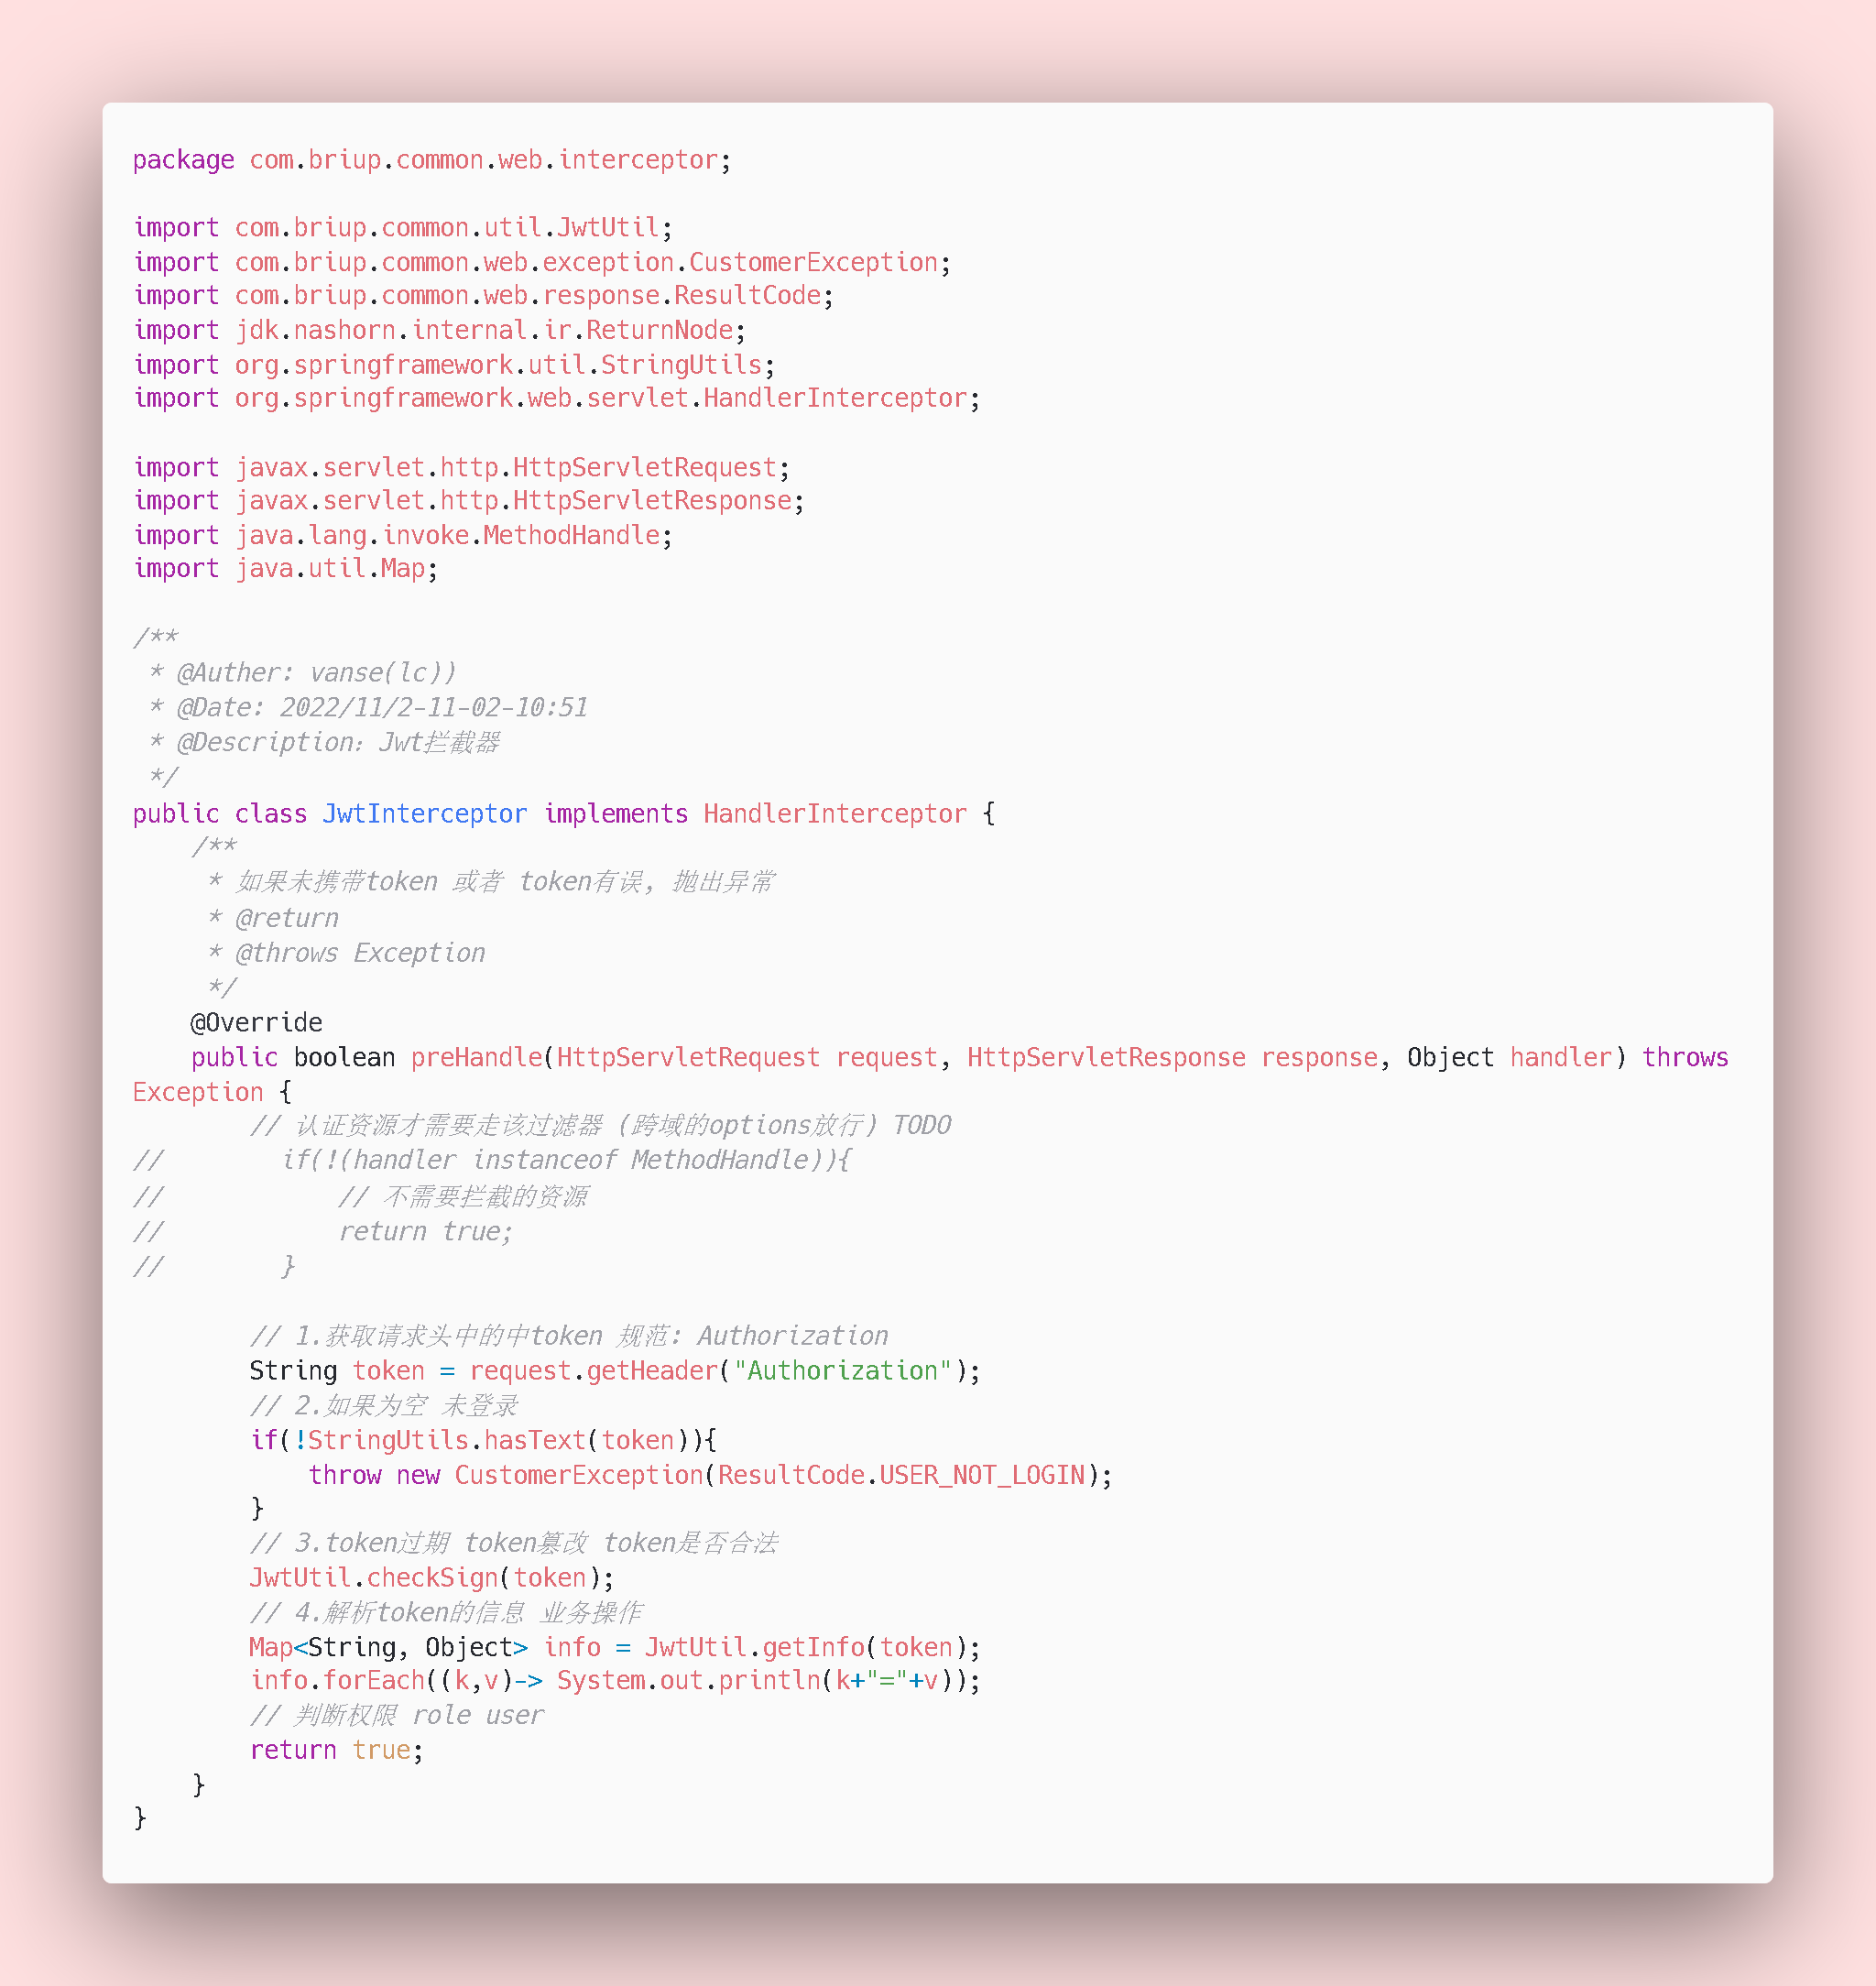 package com.briup.common.web.interceptor;

import com.briup.common.util.JwtUtil;
import com.briup.common.web.exception.CustomerException;
import com.briup.common.web.response.ResultCode;
import jdk.nashorn.internal.ir.ReturnNode;
import org.springframework.util.StringUtils;
import org.springframework.web.servlet.HandlerInterceptor;

import javax.servlet.http.HttpServletRequest;
import javax.servlet.http.HttpServletResponse;
import java.lang.invoke.MethodHandle;
import java.util.Map;

/**
 * @Auther: vanse(lc))
 * @Date: 2022/11/2-11-02-10:51
 * @Description：Jwt拦截器
 */
public class JwtInterceptor implements HandlerInterceptor {
    /**
     * 如果未携带token 或者 token有误, 抛出异常
     * @return
     * @throws Exception
     */
    @Override
    public boolean preHandle(HttpServletRequest request, HttpServletResponse response, Object handler) throws
Exception {
        // 认证资源才需要走该过滤器 (跨域的options放行) TODO
//        if(!(handler instanceof MethodHandle)){
//            // 不需要拦截的资源
//            return true;
//        }

        // 1.获取请求头中的中token 规范: Authorization
        String token = request.getHeader("Authorization");
        // 2.如果为空 未登录
        if(!StringUtils.hasText(token)){
            throw new CustomerException(ResultCode.USER_NOT_LOGIN);
        }
        // 3.token过期 token篡改 token是否合法
        JwtUtil.checkSign(token);
        // 4.解析token的信息 业务操作
        Map<String, Object> info = JwtUtil.getInfo(token);
        info.forEach((k,v)-> System.out.println(k+"="+v));
        // 判断权限 role user
        return true;
    }
}